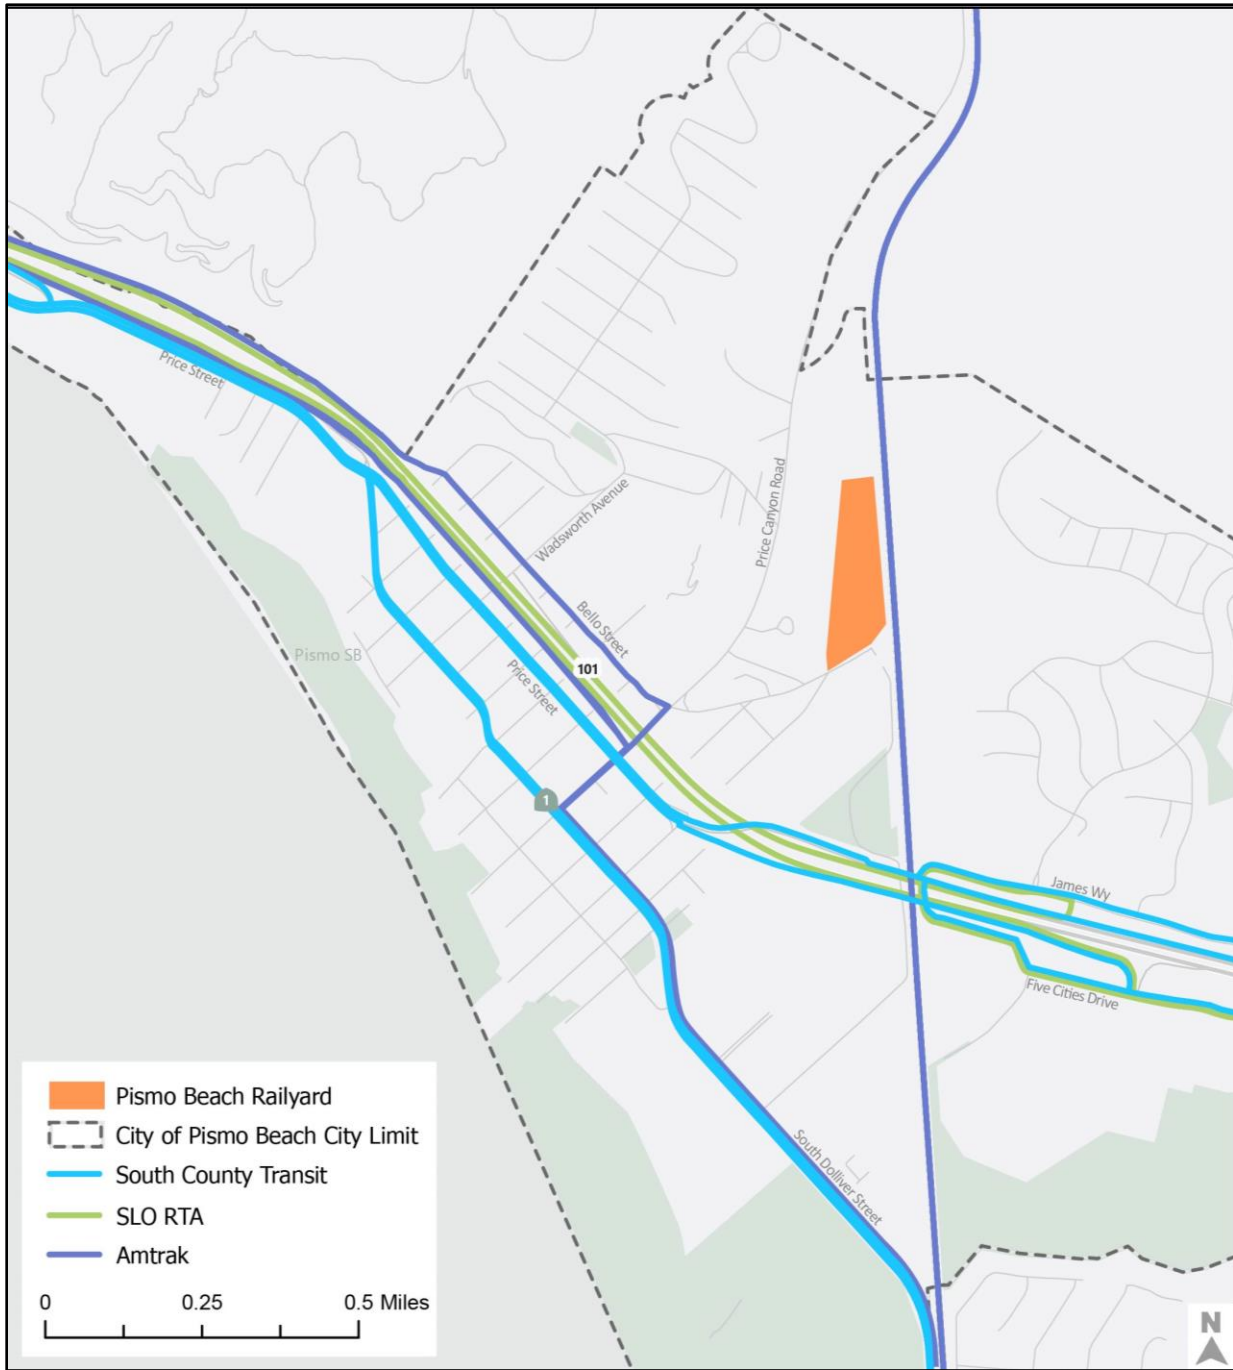 Price Street
Wadsworth Avenue
Price Canyon Road
Bello Street
Pismo SB
101
Price Street
1
James Wy
Five Cities Drive
South Dolliver Street
Pismo Beach Railyard
City of Pismo Beach City Limit
South County Transit
SLO RTA
Amtrak
0 0.25 0.5 Miles
N